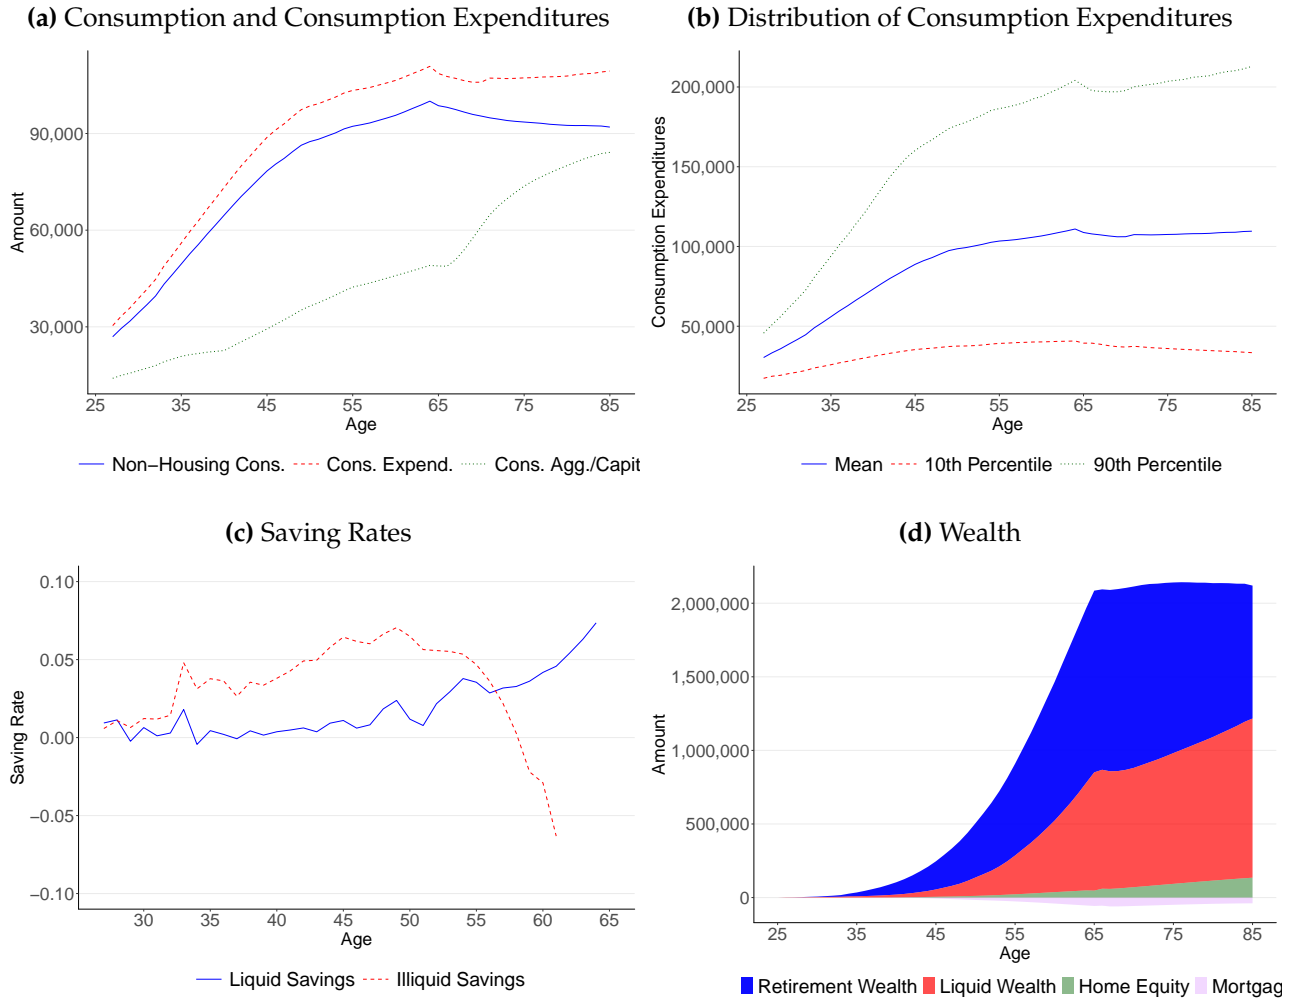 (a) Consumption and Consumption Expenditures
90,000
60,000
30,000
Amount
25 35 45 55 65 75 85
Age
Non−Housing Cons. Cons. Expend. Cons. Agg./Capit
(b) Distribution of Consumption Expenditures
200,000
150,000
100,000
50,000
Consumption Expenditures
25 35 45 55 65 75 85
Age
Mean 10th Percentile 90th Percentile
(c) Saving Rates
0.10
0.05
0.00
−0.05
−0.10
Saving Rate
30 35 40 45 50 55 60 65
Age
Liquid Savings Illiquid Savings
(d) Wealth
2,000,000
1,500,000
1,000,000
500,000
0
Amount
25 35 45 55 65 75 85
Age
Retirement Wealth Liquid Wealth Home Equity Mortgag